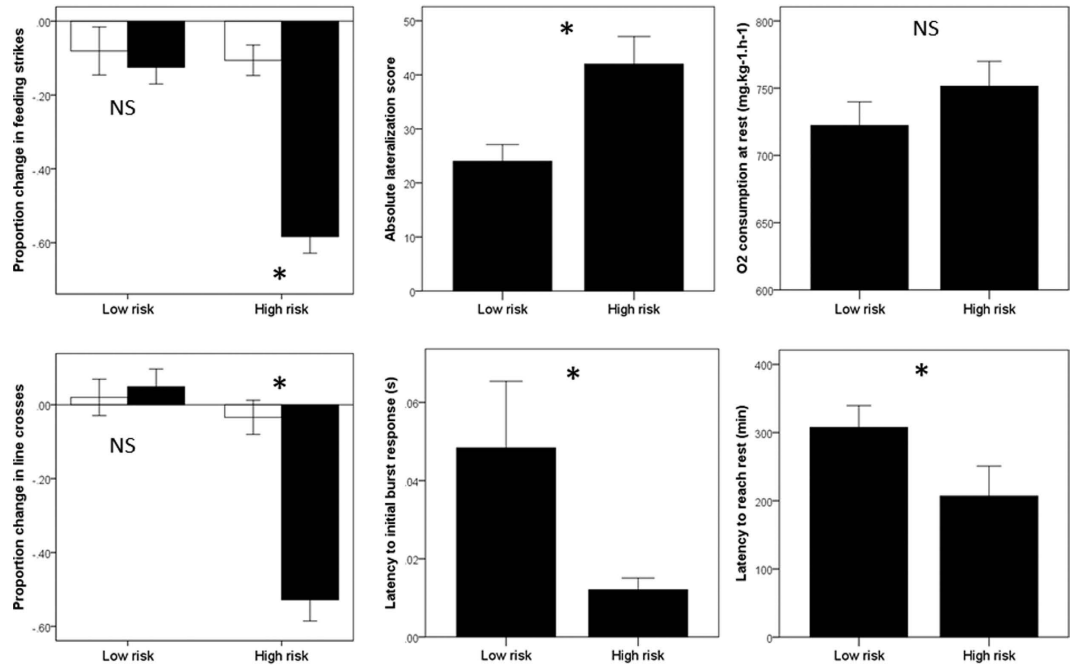 Proportion change in feeding strikes
.00
-.20
-.40
-.60
NS
*
Low risk
High risk
Absolute lateralization score
50
40
30
20
10
0
*
Low risk
High risk
O2 consumption at rest (mg.kg-1.h-1)
800
750
700
650
600
NS
Low risk
High risk
Proportion change in line crosses
.00
-.20
-.40
-.60
NS
*
Low risk
High risk
Latency to initial burst response (s)
.06
.04
.02
.00
*
Low risk
High risk
Latency to reach rest (min)
400
300
200
100
0
*
Low risk
High risk